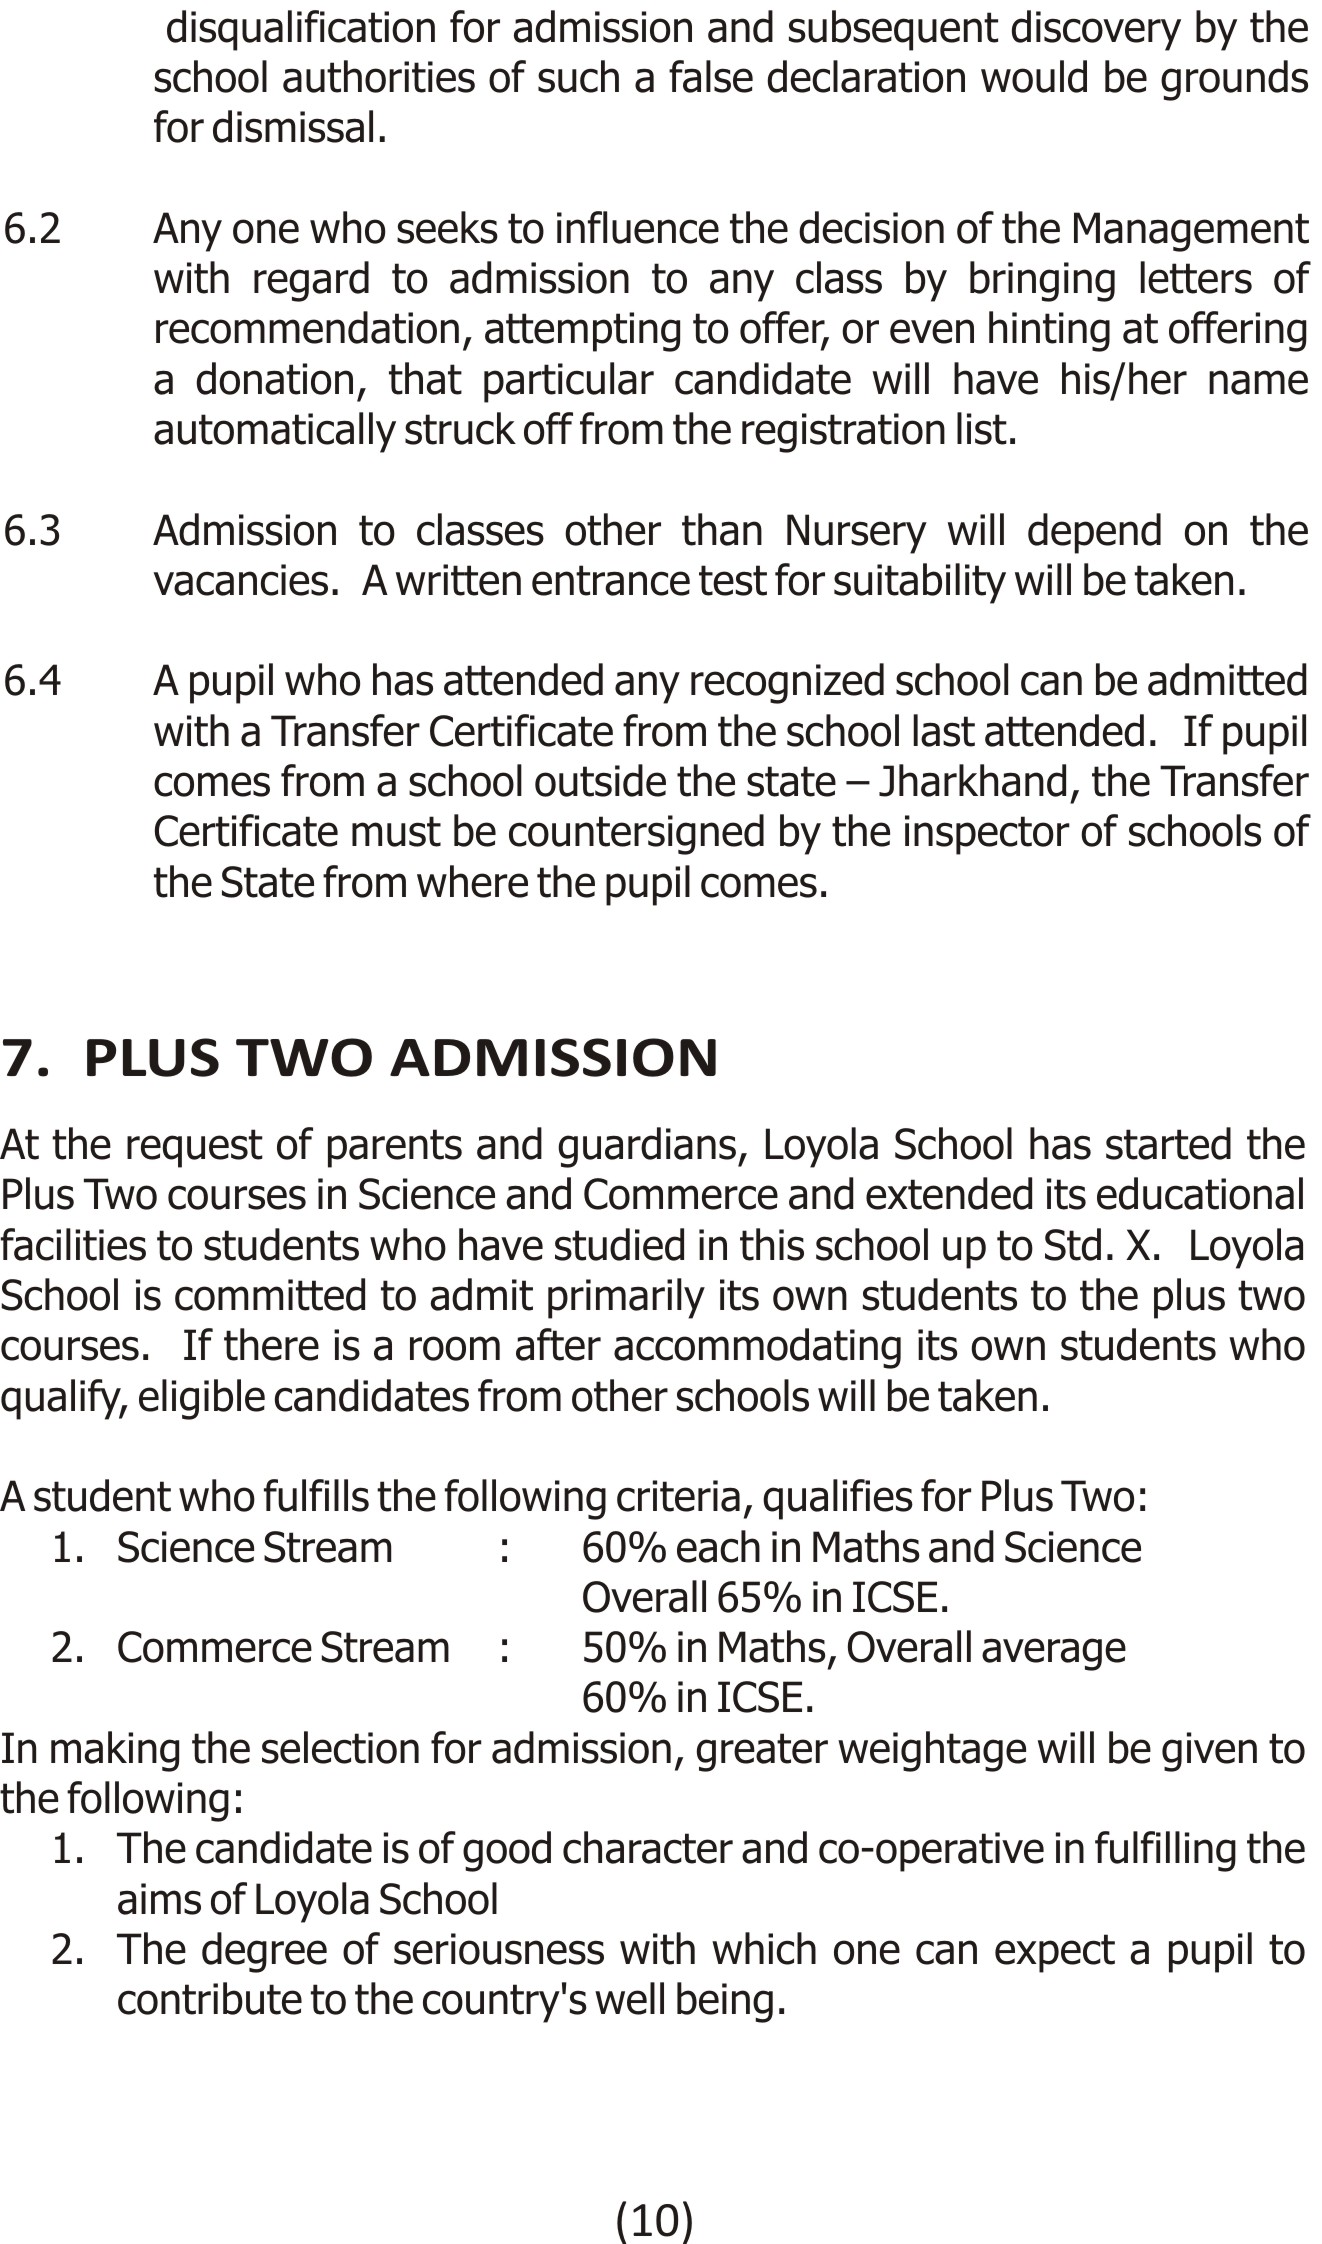 disqualification for admission and subsequent discovery by the
school authorities of such a false declaration would be grounds
for dismissal.
6.2 Any one who seeks to influence the decision of the Management
with regard to admission to any class by bringing letters of
recommendation, attempting to offer, or even hinting at offering
a donation, that particular candidate will have his/her name
automatically struck off from the registration list.
6.3 Admission to classes other than Nursery will depend on the
vacancies. A written entrance test for suitability will be taken.
6.4 A pupil who has attended any recognized school can be admitted
with a Transfer Certificate from the school last attended. If pupil
comes from a school outside the state – Jharkhand, the Transfer
Certificate must be countersigned by the inspector of schools of
the State from where the pupil comes.
7. PLUS TWO ADMISSION
At the request of parents and guardians, Loyola School has started the
Plus Two courses in Science and Commerce and extended its educational
facilities to students who have studied in this school up to Std. X. Loyola
School is committed to admit primarily its own students to the plus two
courses. If there is a room after accommodating its own students who
qualify, eligible candidates from other schools will be taken.
A student who fulfills the following criteria, qualifies for Plus Two:
1. Science Stream : 60% each in Maths and Science
Overall 65% in ICSE.
2. Commerce Stream : 50% in Maths, Overall average
60% in ICSE.
In making the selection for admission, greater weightage will be given to
the following:
1. The candidate is of good character and co-operative in fulfilling the
aims of Loyola School
2. The degree of seriousness with which one can expect a pupil to
contribute to the country's well being.
(10)